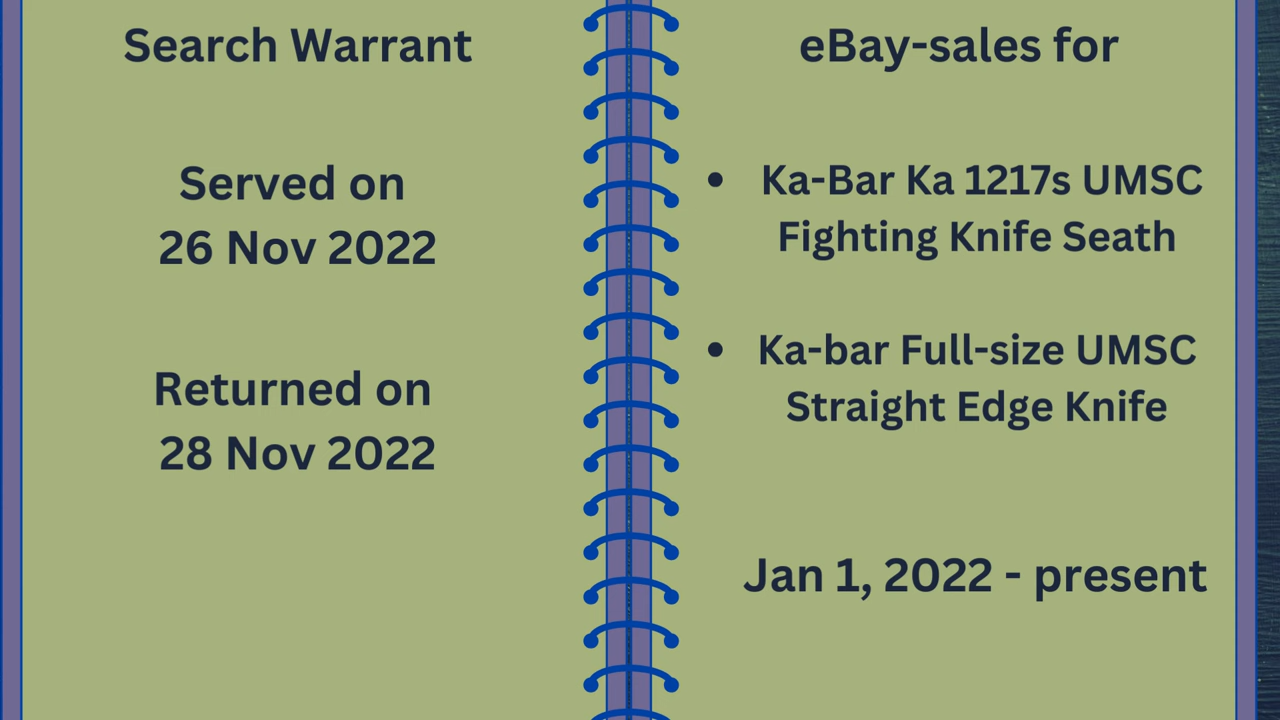 Search Warrant
Served on
26 Nov 2022
Returned on
28 Nov 2022
eBay-sales for
• Ka-Bar Ka 1217s UMSC
Fighting Knife Seath
• Ka-bar Full-size UMSC
Straight Edge Knife
Jan 1, 2022 - present